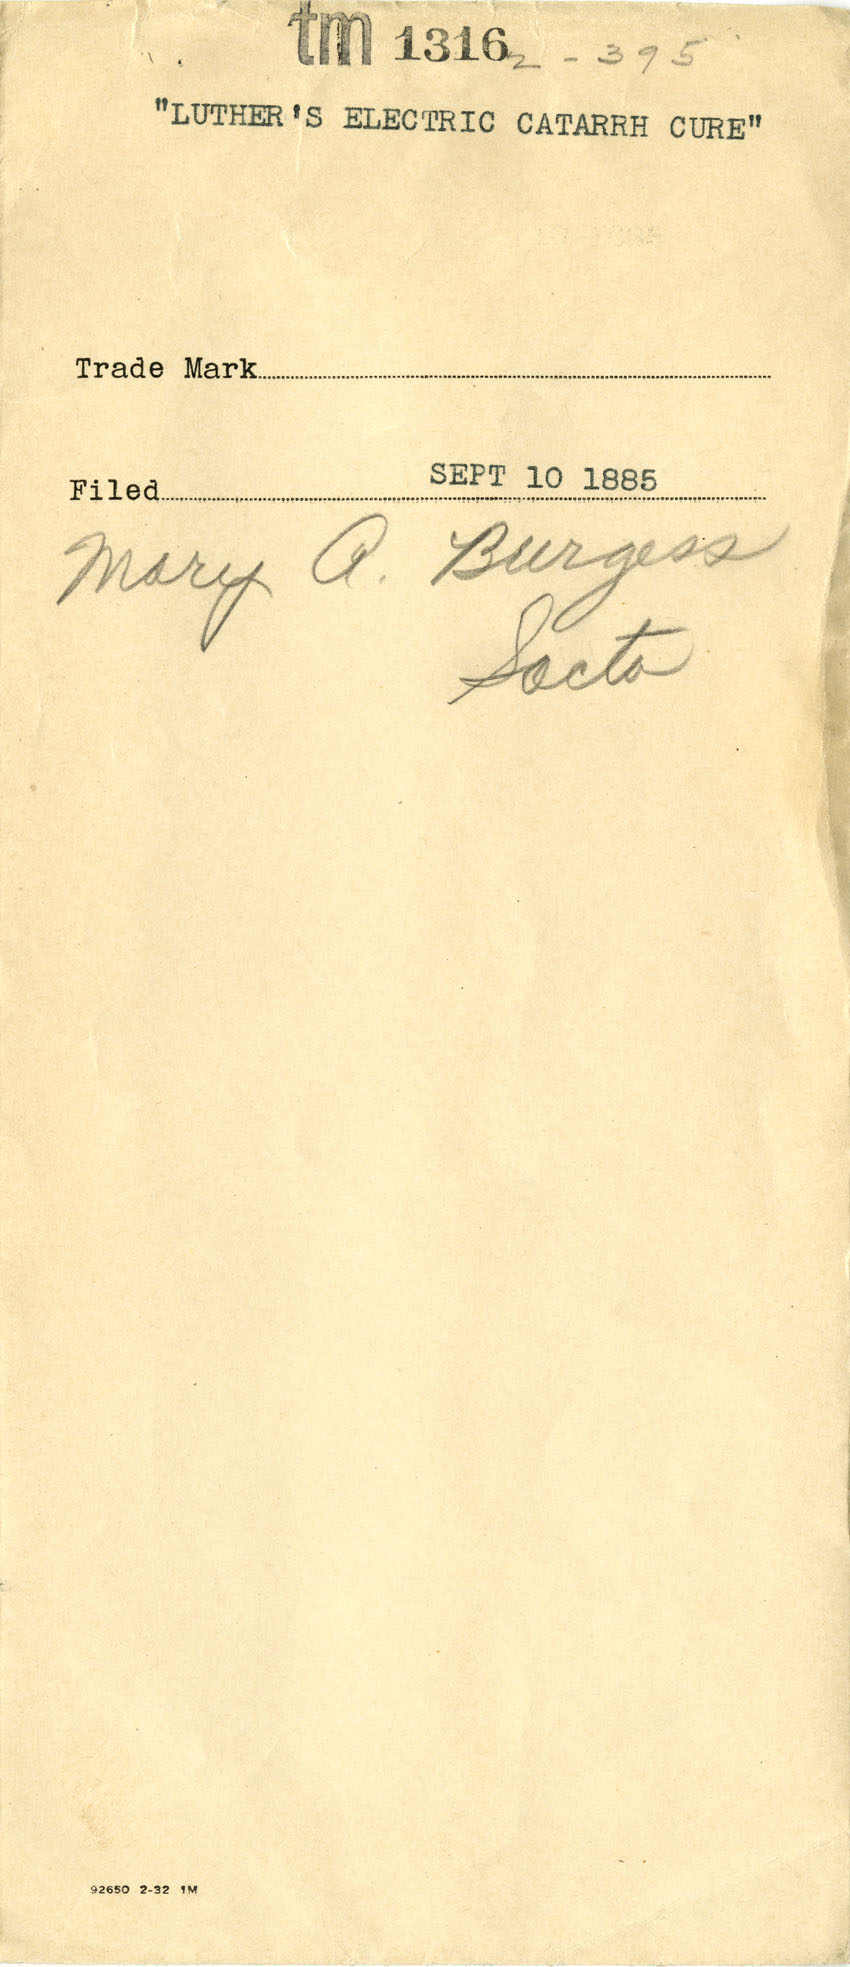 tm 1316 2-395
"LUTHER'S ELECTRIC CATARRH CURE"
Trade Mark
Filed SEPT 10 1885
Mary A. Burgess
Sacto
92650 2-32 1M